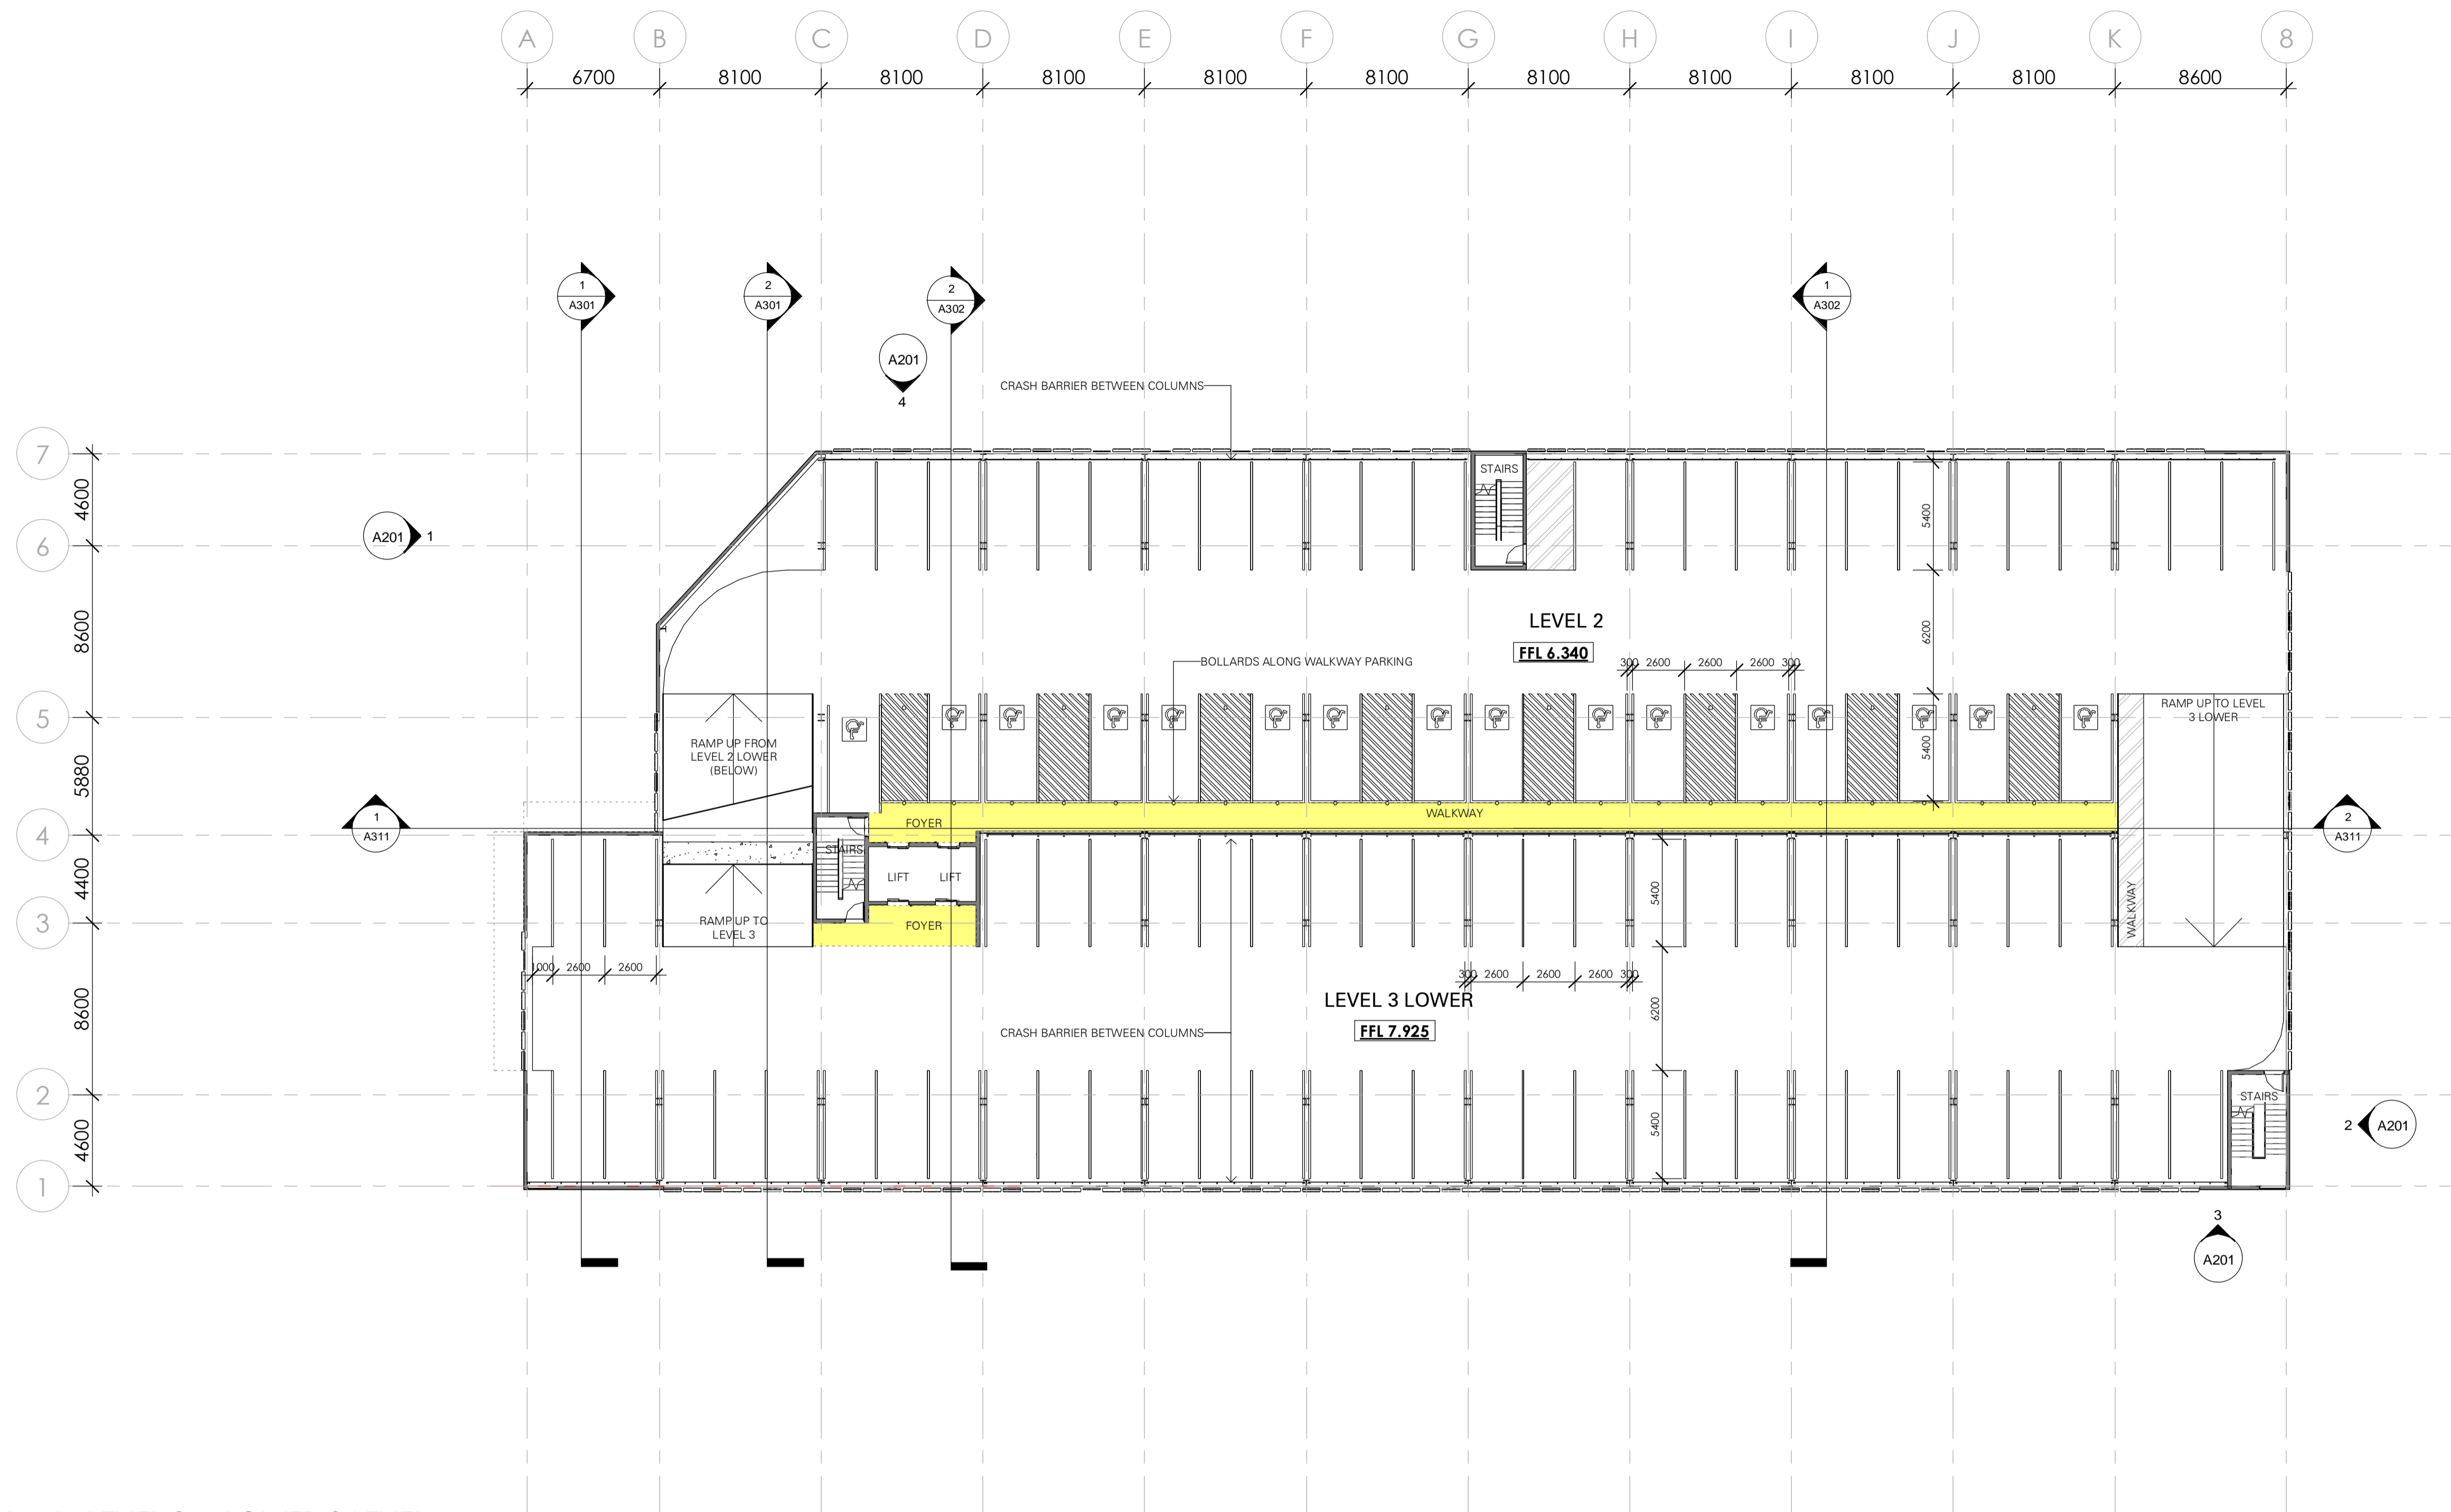 A B C D E F G H I J K 8
6700 8100 8100 8100 8100 8100 8100 8100 8100 8100 8600
1
A301
2
A301
2
A302
1
A302
A201
4
CRASH BARRIER BETWEEN COLUMNS
7
4600
STAIRS
5400
A201 1
6
8600
LEVEL 2
6200
FFL 6.340
BOLLARDS ALONG WALKWAY PARKING
300 2600 2600 2600 300
5
RAMP UP FROM
LEVEL 2 LOWER
(BELOW)
RAMP UP TO LEVEL
3 LOWER
5400
5880
WALKWAY
FOYER
1
A311
4
2
A311
STAIRS
LIFT LIFT
4400
5400
WALKWAY
3
RAMP UP TO
LEVEL 3
FOYER
1000 2600 2600
300 2600 2600 2600 300
8600
LEVEL 3 LOWER
6200
FFL 7.925
CRASH BARRIER BETWEEN COLUMNS
2
STAIRS
4600
5400
2 A201
1
3
A201